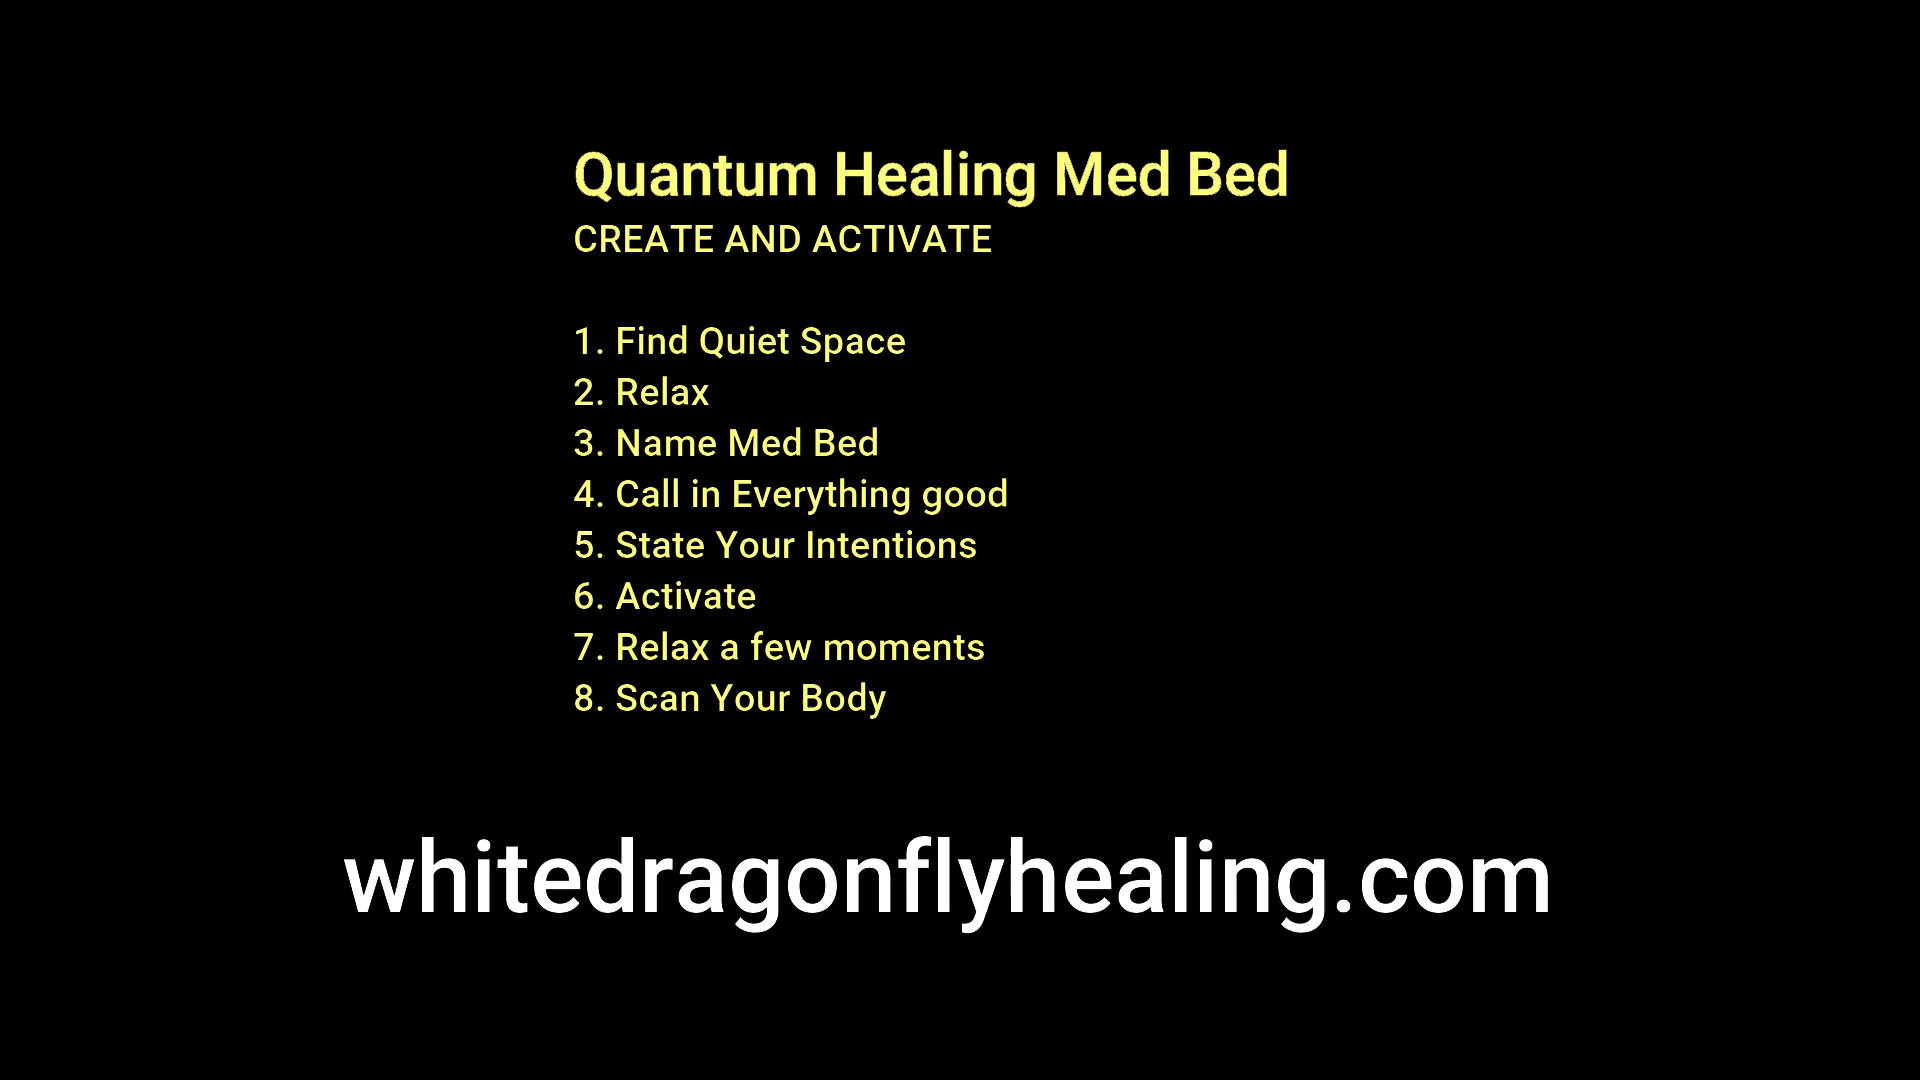 Quantum Healing Med Bed
CREATE AND ACTIVATE
1. Find Quiet Space
2. Relax
3. Name Med Bed
4. Call in Everything good
5. State Your Intentions
6. Activate
7. Relax a few moments
8. Scan Your Body
whitedragonflyhealing.com